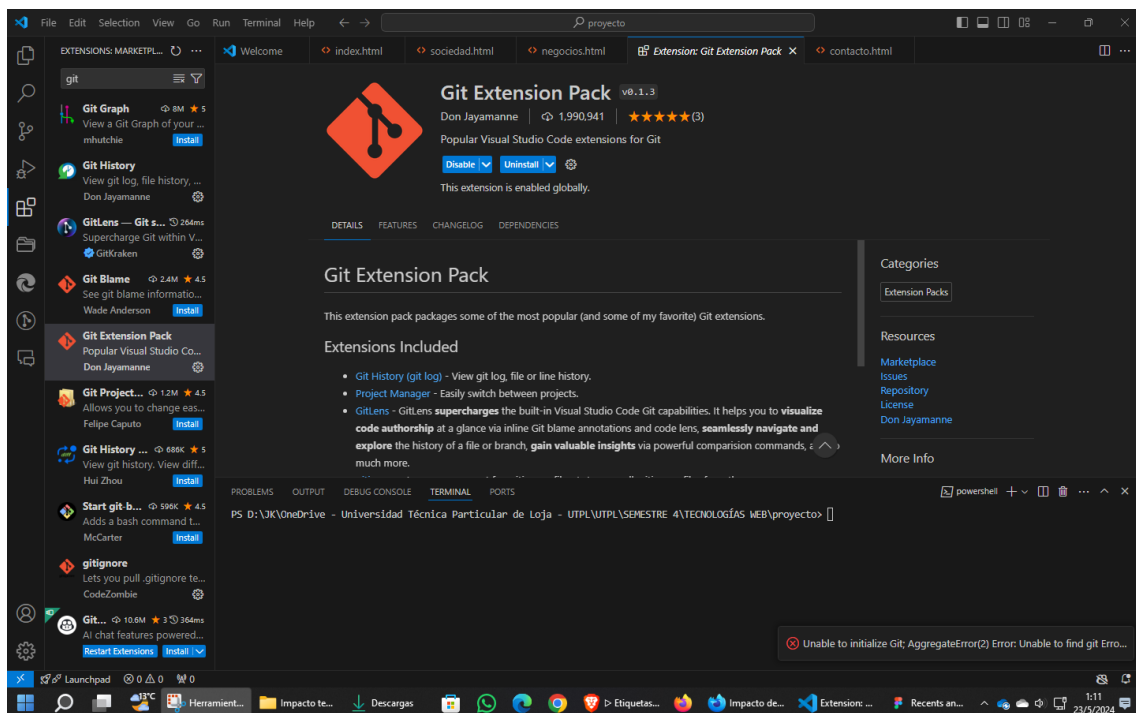 File Edit Selection View Go Run Terminal Help
proyecto
EXTENSIONS: MARKETPL...
git
Git Graph 8M ★ 5
View a Git Graph of your ...
mhutchie Install
Git History
View git log, file history, ...
Don Jayamanne
GitLens — Git s... 264ms
Supercharge Git within V...
GitKraken
Git Blame 2.4M ★ 4.5
See git blame informatio...
Wade Anderson Install
Git Extension Pack
Popular Visual Studio Co...
Don Jayamanne
Git Project... 1.2M ★ 4.5
Allows you to change eas...
Felipe Caputo Install
Git History ... 686K ★ 5
View git history. View diff...
Hui Zhou Install
Start git-b... 596K ★ 4.5
Adds a bash command t...
McCarter Install
gitignore
Lets you pull .gitignore te...
CodeZombie
Git... 10.6M ★ 3 364ms
AI chat features powered...
Restart Extensions Install
Welcome index.html sociedad.html negocios.html Extension: Git Extension Pack contacto.html
Git Extension Pack v0.1.3
Don Jayamanne 1,990,941 ★★★★★(3)
Popular Visual Studio Code extensions for Git
Disable Uninstall
This extension is enabled globally.
DETAILS FEATURES CHANGELOG DEPENDENCIES
Git Extension Pack
This extension pack packages some of the most popular (and some of my favorite) Git extensions.
Extensions Included
• Git History (git log) - View git log, file or line history.
• Project Manager - Easily switch between projects.
• GitLens - GitLens supercharges the built-in Visual Studio Code Git capabilities. It helps you to visualize
code authorship at a glance via inline Git blame annotations and code lens, seamlessly navigate and
explore the history of a file or branch, gain valuable insights via powerful comparision commands,
much more.
Categories
Extension Packs
Resources
Marketplace
Issues
Repository
License
Don Jayamanne
More Info
PROBLEMS OUTPUT DEBUG CONSOLE TERMINAL PORTS
powershell
PS D:\JK\OneDrive - Universidad Técnica Particular de Loja - UTPL\UTPL\SEMESTRE 4\TECNOLOGÍAS WEB\proyecto>
Unable to initialize Git; AggregateError(2) Error: Unable to find git Erro...
Launchpad 0 0 0
13°C Herramient... Impacto te... Descargas Etiquetas... Impacto de... Extension: ... Recents an... 1:11
23/5/2024